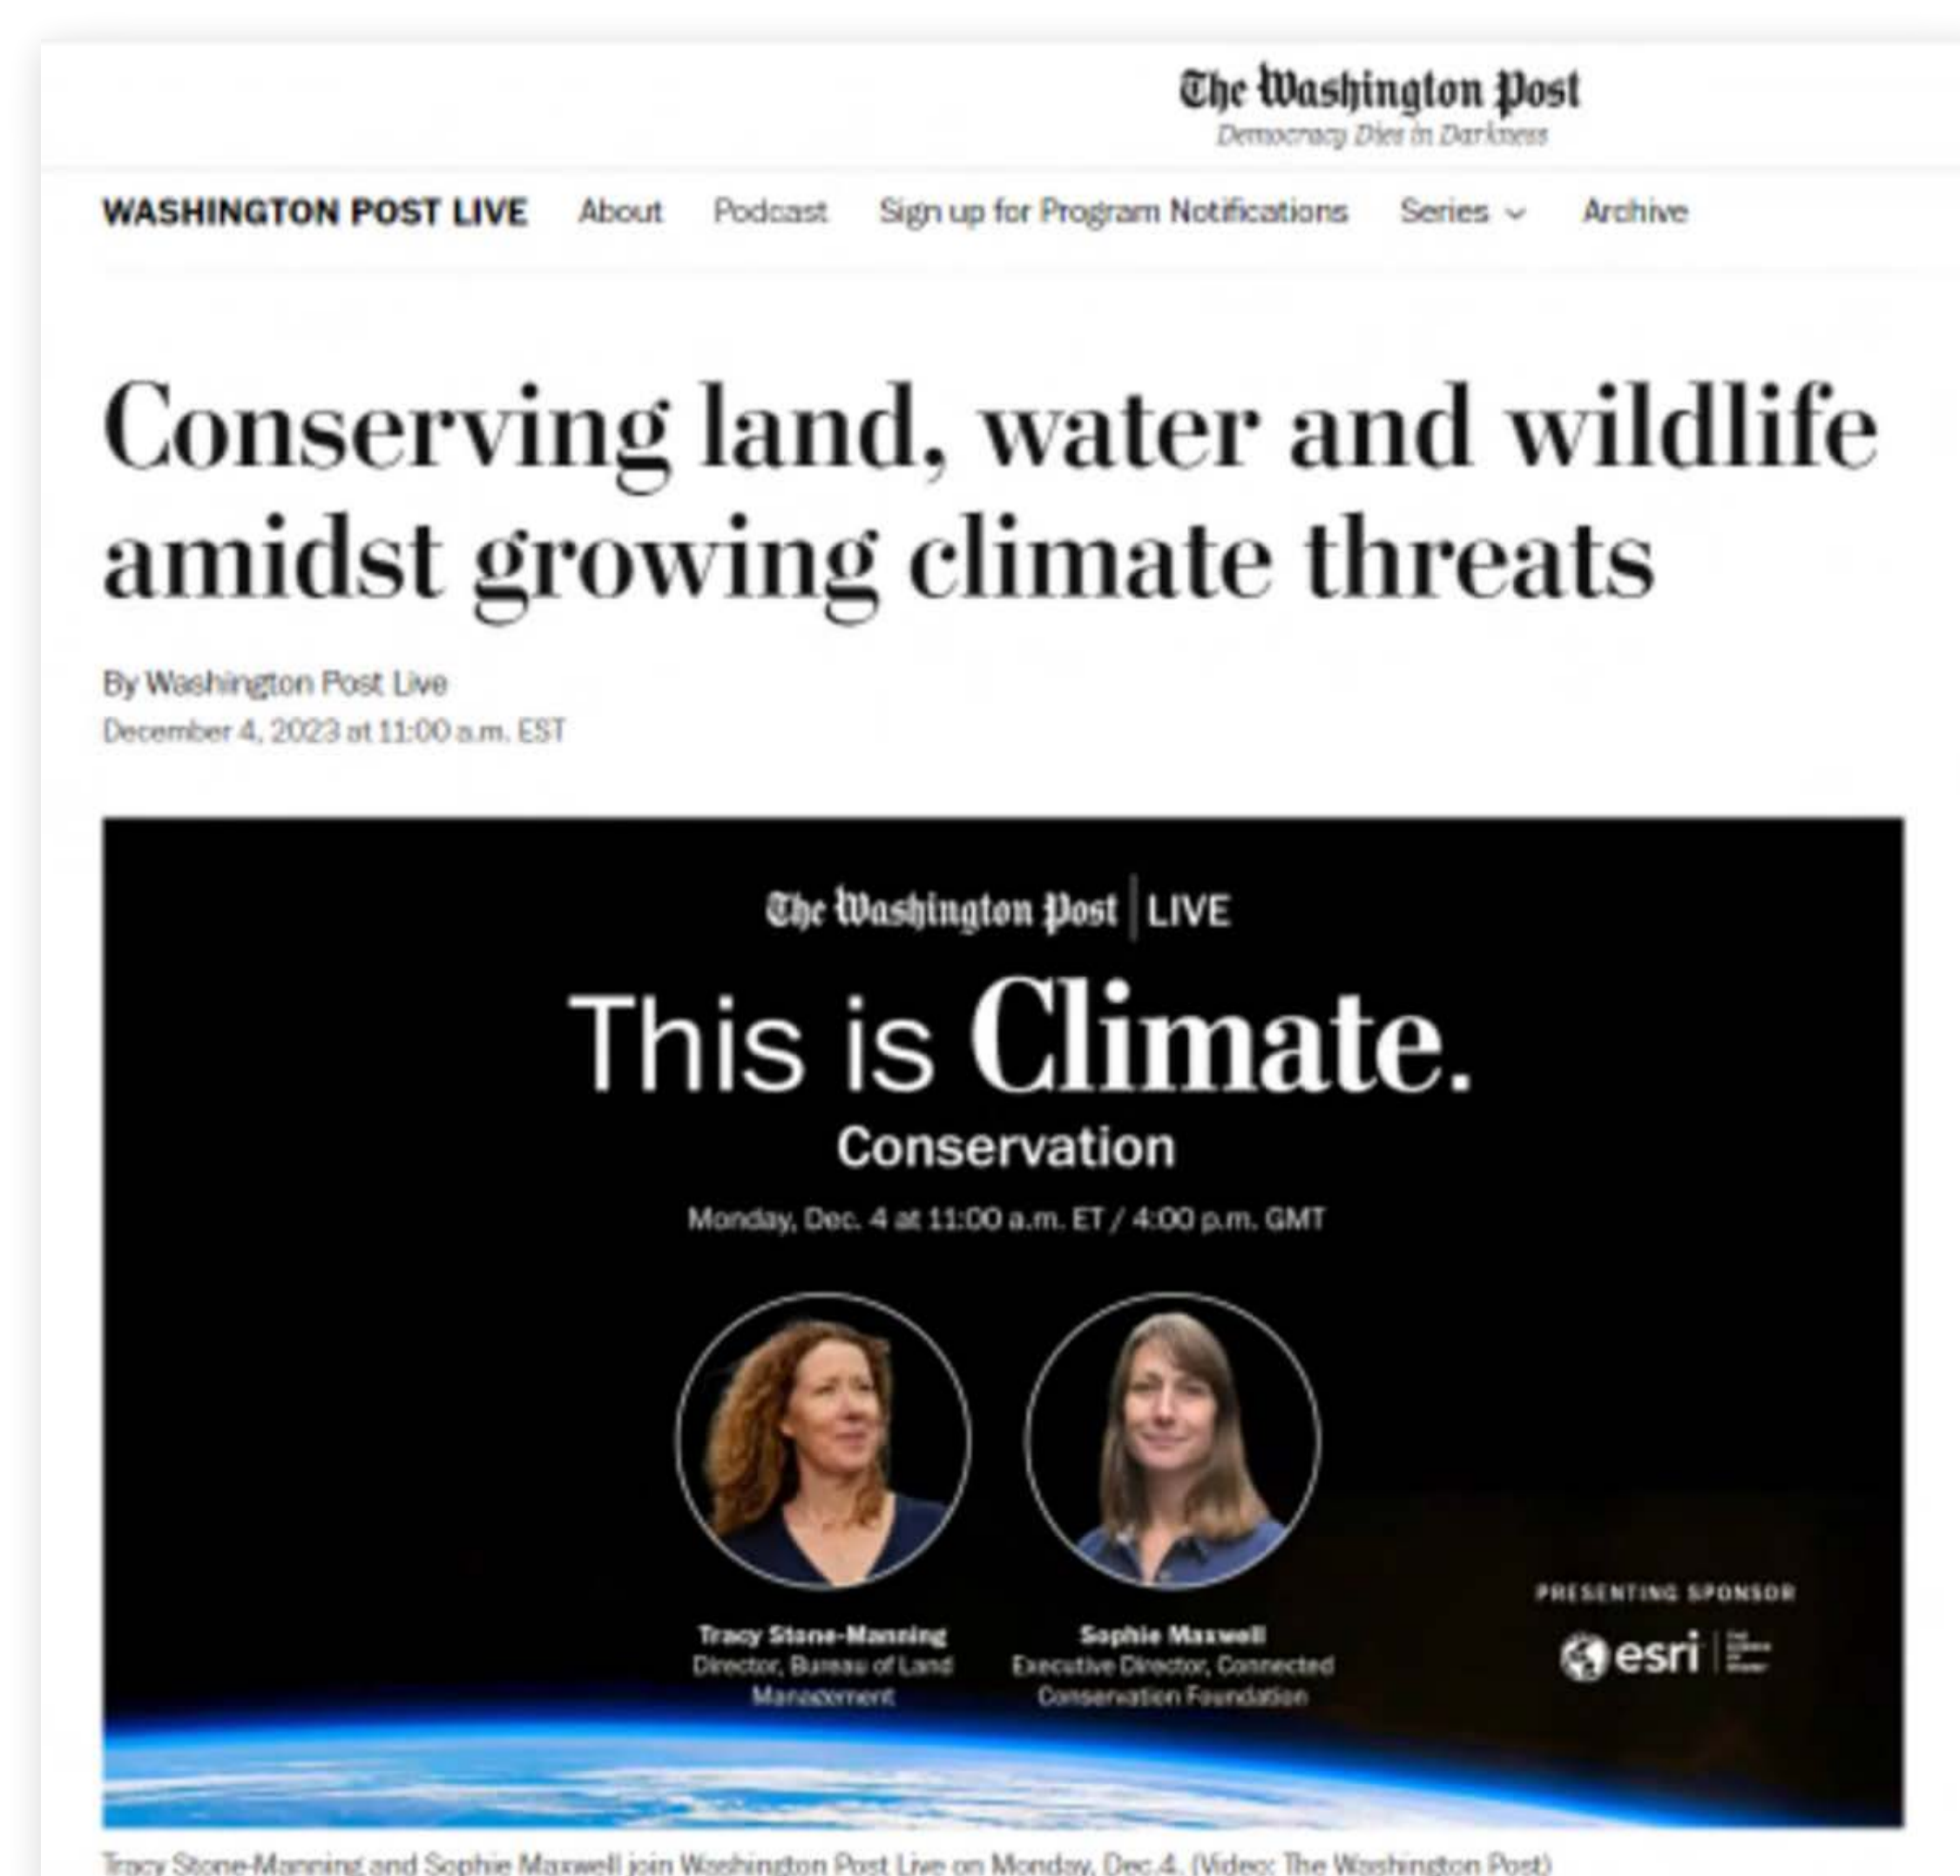 The Washington Post
Democracy Dies in Darkness
WASHINGTON POST LIVE About Podcast Sign up for Program Notifications Series Archive
Conserving land, water and wildlife
amidst growing climate threats
By Washington Post Live
December 4, 2023 at 11:00 a.m. EST
The Washington Post LIVE
This is Climate.
Conservation
Monday, Dec. 4 at 11:00 a.m. ET / 4:00 p.m. GMT
Tracy Stone-Manning
Director, Bureau of Land
Management
Sophie Maxwell
Executive Director, Connected
Conservation Foundation
PRESENTING SPONSOR
esri
Tracy Stone-Manning and Sophie Maxwell join Washington Post Live on Monday, Dec.4. (Video: The Washington Post)